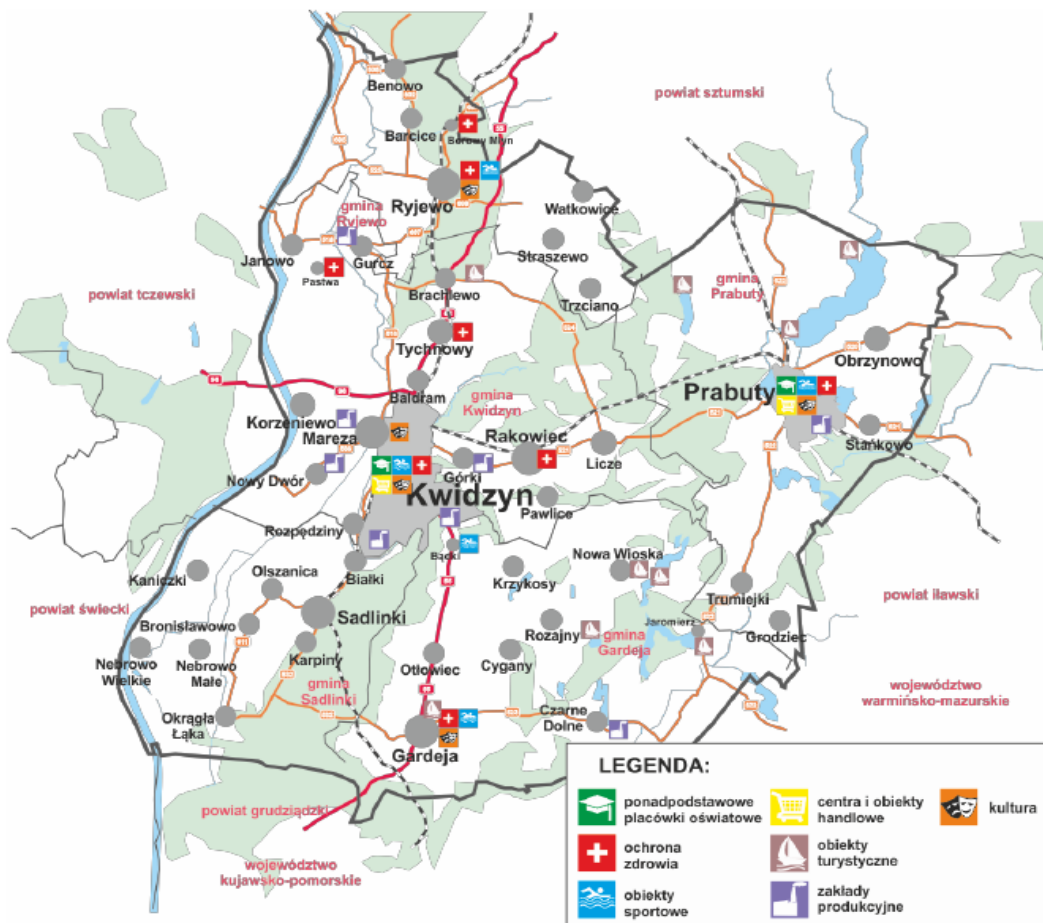 powiat sztumski
Benowo
Barcice
Borowy Młyn
Ryjewo
Watkowice
gmina
Ryjewo
Straszewo
Janowo
Gurcz
Pastwa
powiat tczewski
Brachlewo
Trzciano
gmina
Prabuty
Tychnowy
Obrzynowo
Baldram
gmina
Kwidzyn
Prabuty
Korzeniewo
Mareza
Rakowiec
Stańkowo
Licze
Górki
Nowy Dwór
Kwidzyn
Pawlice
Rozpędziny
Bądki
Nowa Wioska
Białki
Krzykosy
Kaniczki
Olszanica
Trumiejki
powiat świecki
powiat iławski
Sadlinki
Bronisławowo
Rozajny
Jaromierz
Grodziec
gmina
Gardeja
Nebrowo
Wielkie
Nebrowo
Małe
Karpiny
Otłowiec
Cygany
gmina
Sadlinki
województwo
warmińsko-mazurskie
Okrągła
Łąka
Czarne
Dolne
Gardeja
powiat grudziądzki
województwo
kujawsko-pomorskie
LEGENDA:
ponadpodstawowe
placówki oświatowe
centra i obiekty
handlowe
kultura
ochrona
zdrowia
obiekty
turystyczne
obiekty
sportowe
zakłady
produkcyjne